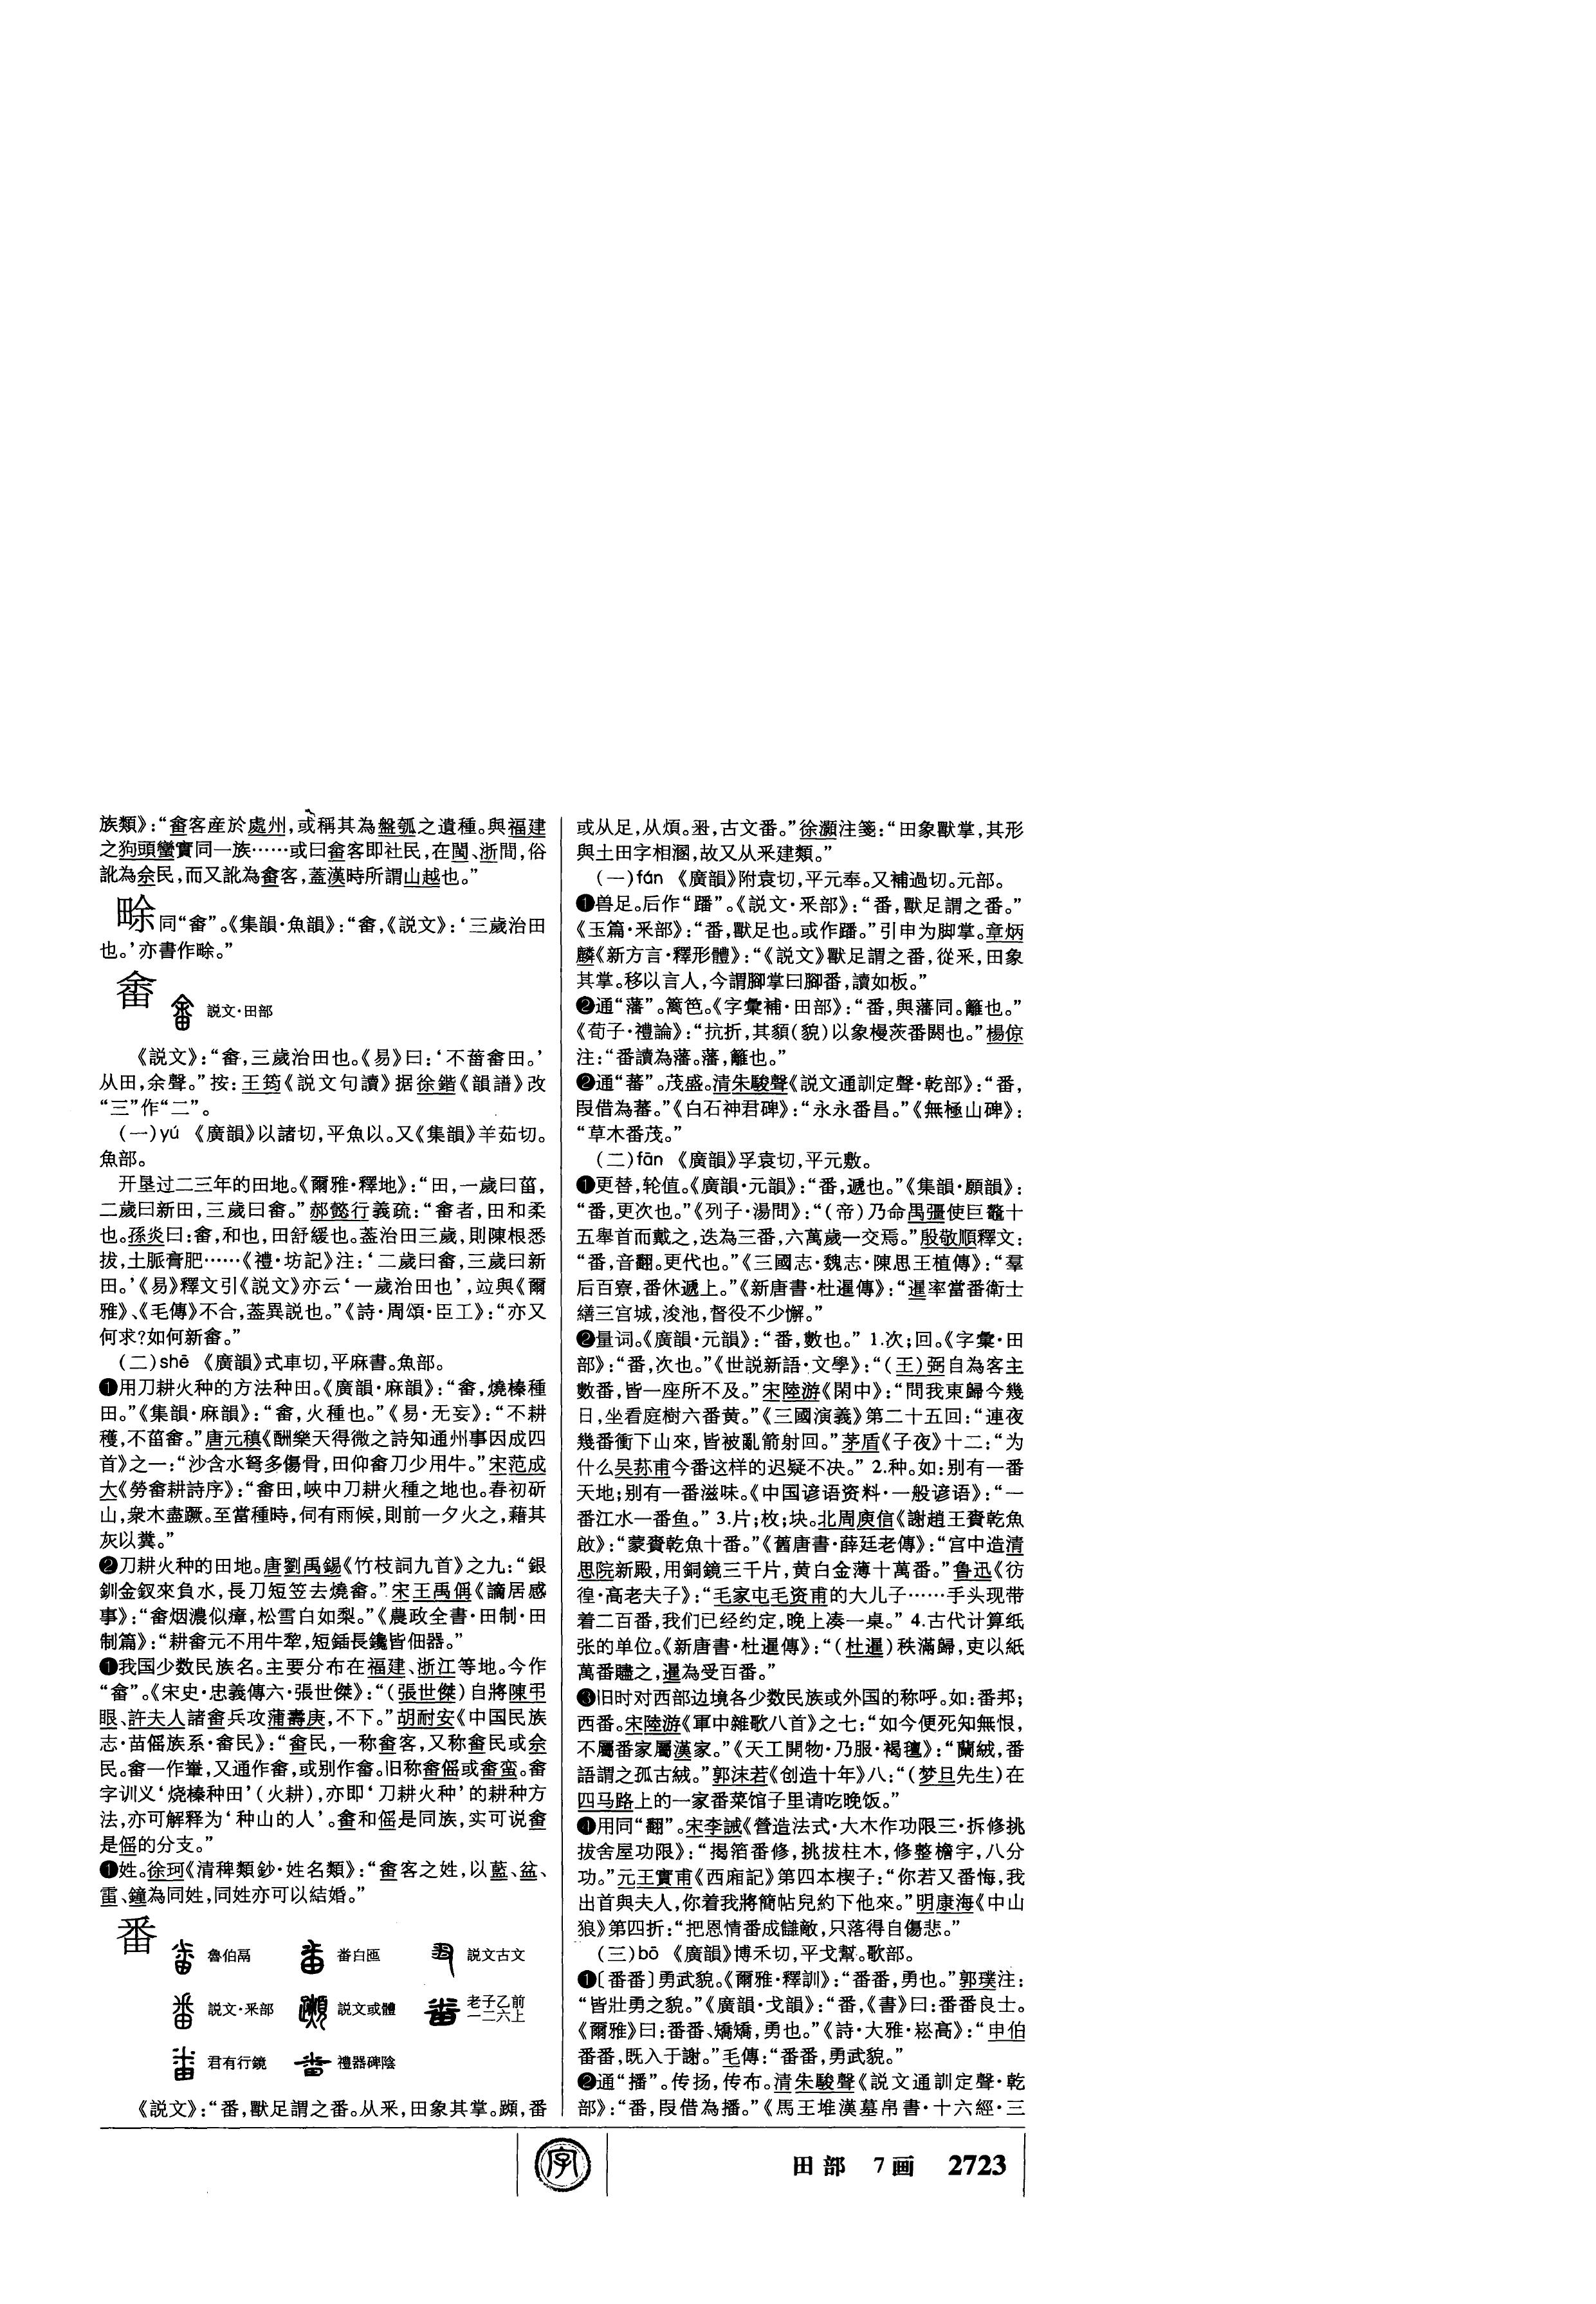 族類》：“畬客産於處州，或稱其為盤瓠之遺種。與福建
之狗頭蠻實同一族……或曰畬客即社民，在閩、浙間，俗
訛為佘民，而又訛為畬客，蓋漢時所謂山越也。”
䣄同“畬”。《集韻·魚韻》：“畬，《説文》：‘三歲治田
也。’亦書作䣄。”
畬
説文·田部
《説文》：“畬，三歲治田也。《易》曰：‘不葘畬田。’
从田，余聲。”按：王筠《説文句讀》据徐鍇《韻譜》改
“三”作“二”。
（一）yú 《廣韻》以諸切，平魚以。又《集韻》羊茹切。
魚部。
开垦过二三年的田地。《爾雅·釋地》：“田，一歲曰菑，
二歲曰新田，三歲曰畬。”郝懿行義疏：“畬者，田和柔
也。孫炎曰：畬，和也，田舒緩也。蓋治田三歲，則陳根悉
拔，土脈膏肥……《禮·坊記》注：‘二歲曰畬，三歲曰新
田。’《易》釋文引《説文》亦云‘一歲治田也’，竝與《爾
雅》、《毛傳》不合，蓋異説也。”《詩·周頌·臣工》：“亦又
何求？如何新畬。”
（二）shē 《廣韻》式車切，平麻書。魚部。
❶用刀耕火种的方法种田。《廣韻·麻韻》：“畬，燒榛種
田。”《集韻·麻韻》：“畬，火種也。”《易·无妄》：“不耕
穫，不菑畬。”唐元稹《酬樂天得微之詩知通州事因成四
首》之一：“沙含水弩多傷骨，田仰畬刀少用牛。”宋范成
大《勞畬耕詩序》：“畬田，峽中刀耕火種之地也。春初斫
山，衆木盡蹶。至當種時，伺有雨候，則前一夕火之，藉其
灰以糞。”
❷刀耕火种的田地。唐劉禹錫《竹枝詞九首》之九：“銀
釧金釵來負水，長刀短笠去燒畬。”宋王禹偁《謫居感
事》：“畬烟濃似瘴，松雪白如梨。”《農政全書·田制·田
制篇》：“耕畬元不用牛犂，短鍤長鑱皆佃器。”
❶我国少数民族名。主要分布在福建、浙江等地。今作
“畲”。《宋史·忠義傳六·張世傑》：“（張世傑）自將陳弔
眼、許夫人諸畬兵攻蒲壽庚，不下。”胡耐安《中国民族
志·苗傜族系·畬民》：“畬民，一称畬客，又称畬民或佘
民。畬一作輋，又通作畬，或别作畲。旧称畬傜或畬蛮。畬
字训义‘烧榛种田’（火耕），亦即‘刀耕火种’的耕种方
法，亦可解释为‘种山的人’。畬和傜是同族，实可说畬
是傜的分支。”
❶姓。徐珂《清稗類鈔·姓名類》：“畬客之姓，以藍、盆、
雷、鐘為同姓，同姓亦可以結婚。”
番
魯伯鬲 畨白匜 説文古文
説文·釆部 説文或體 老子乙前一二六上
君有行鏡 禮器碑陰
《説文》：“番，獸足謂之番。从釆，田象其掌。蹞，番
或从足，从煩。𠂽，古文番。”徐灝注箋：“田象獸掌，其形
與土田字相溷，故又从釆建類。”
（一）fán 《廣韻》附袁切，平元奉。又補過切。元部。
❶兽足。后作“蹯”。《説文·釆部》：“番，獸足謂之番。”
《玉篇·釆部》：“番，獸足也。或作蹯。”引申为脚掌。章炳
麟《新方言·釋形體》：“《説文》獸足謂之番，從釆，田象
其掌。移以言人，今謂腳掌曰腳番，讀如板。”
❷通“藩”。篱笆。《字彙補·田部》：“番，與藩同。籬也。”
《荀子·禮論》：“抗折，其䫉（貌）以象槾茨番閼也。”楊倞
注：“番讀為藩。藩，籬也。”
❷通“蕃”。茂盛。清朱駿聲《説文通訓定聲·乾部》：“番，
叚借為蕃。”《白石神君碑》：“永永番昌。”《無極山碑》：
“草木番茂。”
（二）fān 《廣韻》孚袁切，平元敷。
❶更替，轮值。《廣韻·元韻》：“番，遞也。”《集韻·願韻》：
“番，更次也。”《列子·湯問》：“（帝）乃命禺彊使巨鼇十
五舉首而戴之，迭為三番，六萬歲一交焉。”殷敬順釋文：
“番，音翻。更代也。”《三國志·魏志·陳思王植傳》：“羣
后百寮，番休遞上。”《新唐書·杜暹傳》：“暹率當番衛士
繕三宫城，浚池，督役不少懈。”
❷量词。《廣韻·元韻》：“番，數也。” 1.次；回。《字彙·田
部》：“番，次也。”《世説新語·文學》：“（王）弼自為客主
數番，皆一座所不及。”宋陸游《閑中》：“問我東歸今幾
日，坐看庭樹六番黄。”《三國演義》第二十五回：“連夜
幾番衝下山來，皆被亂箭射回。”茅盾《子夜》十二：“为
什么吴荪甫今番这样的迟疑不决。” 2.种。如：别有一番
天地；别有一番滋味。《中国谚语资料·一般谚语》：“一
番江水一番鱼。” 3.片；枚；块。北周庾信《謝趙王賚乾魚
啟》：“蒙賚乾魚十番。”《舊唐書·薛廷老傳》：“宫中造清
思院新殿，用銅鏡三千片，黄白金薄十萬番。”鲁迅《彷
徨·高老夫子》：“毛家屯毛资甫的大儿子……手头现带
着二百番，我们已经约定，晚上凑一桌。” 4.古代计算纸
张的单位。《新唐書·杜暹傳》：“（杜暹）秩滿歸，吏以紙
萬番贐之，暹為受百番。”
❸旧时对西部边境各少数民族或外国的称呼。如：番邦；
西番。宋陸游《軍中雜歌八首》之七：“如今便死知無恨，
不屬番家屬漢家。”《天工開物·乃服·褐氊》：“蘭絨，番
語謂之孤古絨。”郭沫若《创造十年》八：“（梦旦先生）在
四马路上的一家番菜馆子里请吃晚饭。”
❹用同“翻”。宋李誡《營造法式·大木作功限三·拆修挑
拔舍屋功限》：“揭箔番修，挑拔柱木，修整檐宇，八分
功。”元王實甫《西廂記》第四本楔子：“你若又番悔，我
出首與夫人，你着我將簡帖兒約下他來。”明康海《中山
狼》第四折：“把恩情番成讎敵，只落得自傷悲。”
（三）bō 《廣韻》博禾切，平戈幫。歌部。
❶〔番番〕勇武貌。《爾雅·釋訓》：“番番，勇也。”郭璞注：
“皆壯勇之貌。”《廣韻·戈韻》：“番，《書》曰：番番良士。
《爾雅》曰：番番、矯矯，勇也。”《詩·大雅·崧高》：“申伯
番番，既入于謝。”毛傳：“番番，勇武貌。”
❷通“播”。传扬，传布。清朱駿聲《説文通訓定聲·乾
部》：“番，叚借為播。”《馬王堆漢墓帛書·十六經·三
字
田部 7画 2723